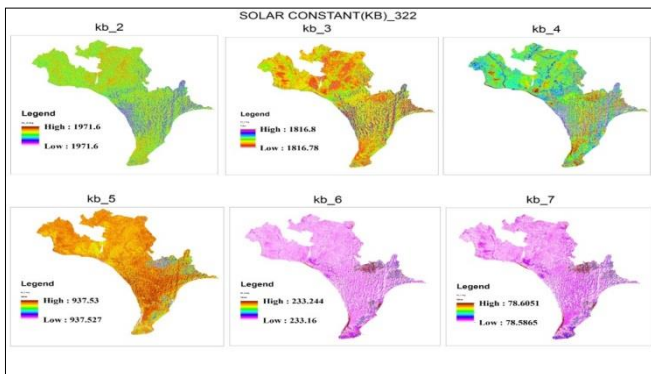 SOLAR CONSTANT(KB)_322
kb_2
kb_3
kb_4
Legend
High : 1971.6
Low : 1971.6
Legend
High : 1816.8
Low : 1816.78
kb_5
kb_6
kb_7
Legend
High : 937.53
Low : 937.527
Legend
High : 233.244
Low : 233.16
Legend
High : 78.6051
Low : 78.5865